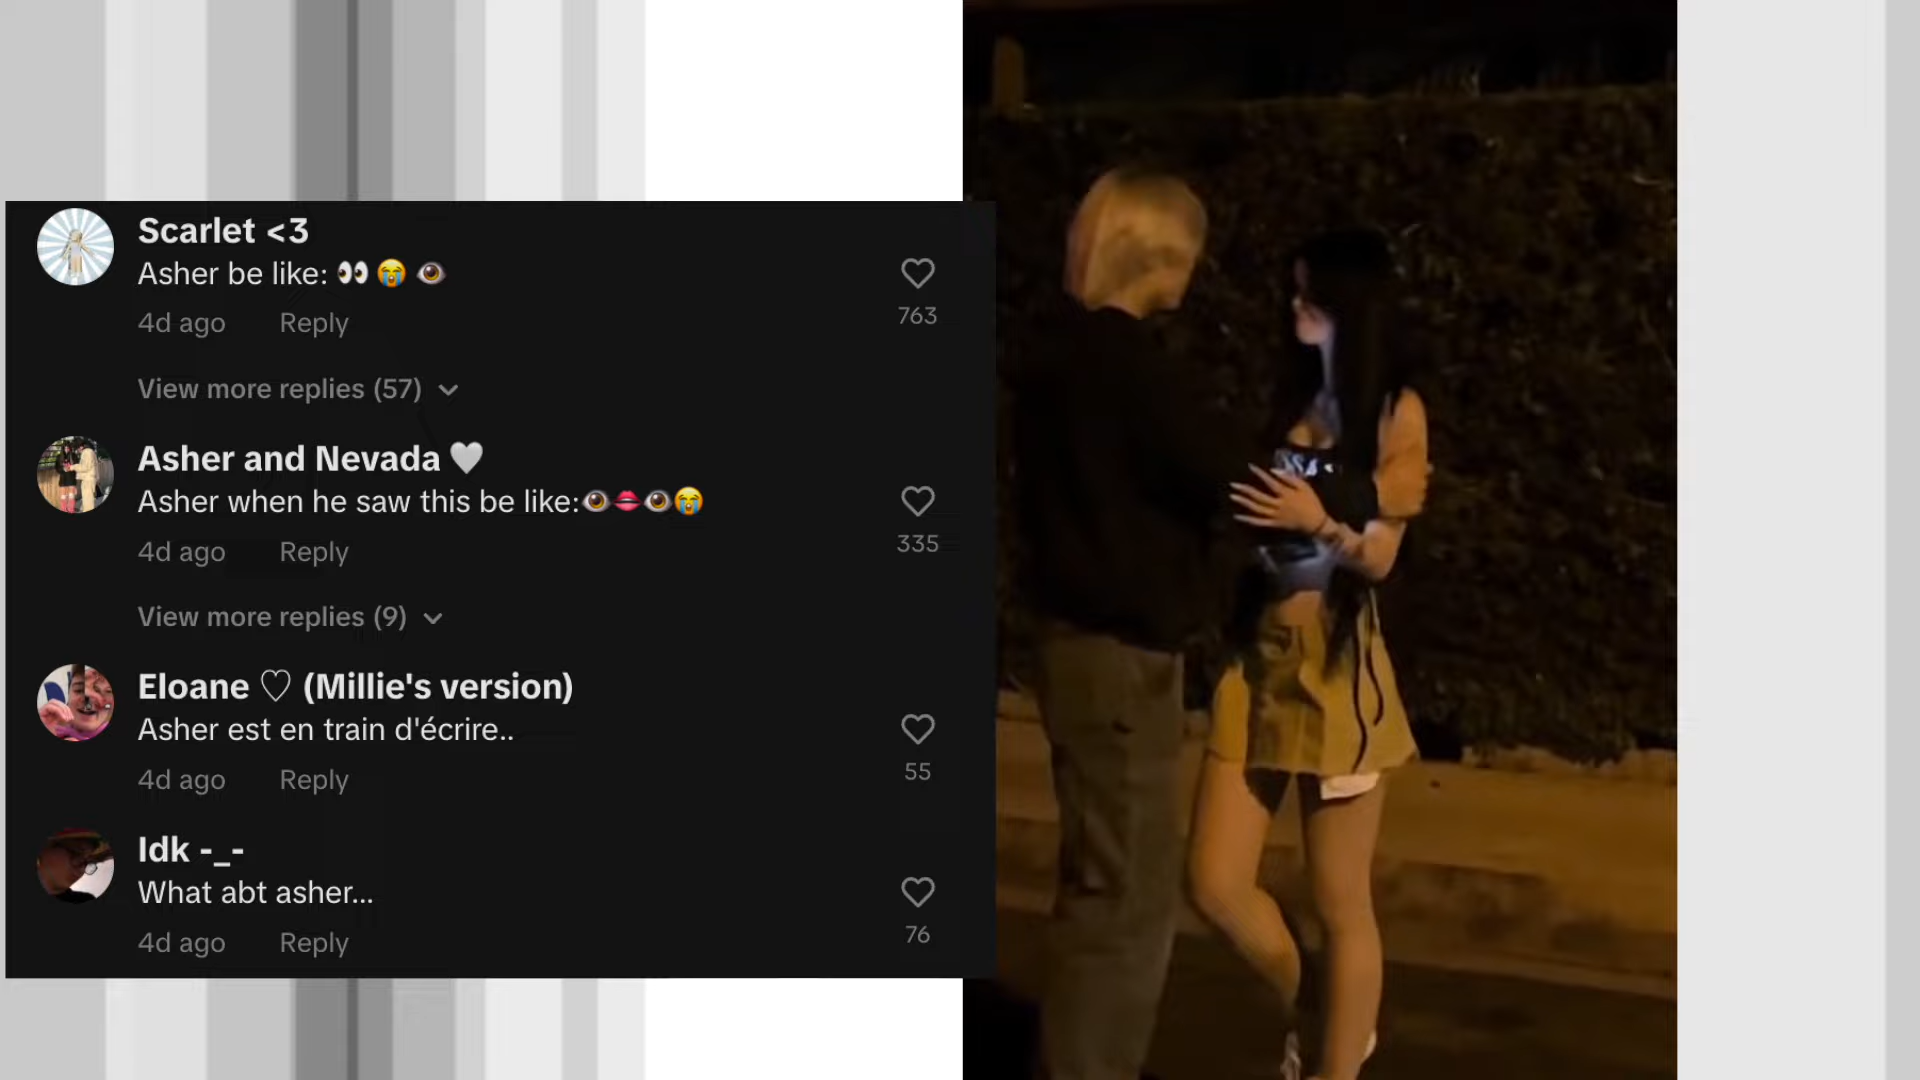 Scarlet <3
Asher be like: 👀😭👁️
763
4d ago Reply
View more replies (57)
Asher and Nevada 🤍
Asher when he saw this be like:👁️👄👁️😭
335
4d ago Reply
View more replies (9)
Eloane ♡ (Millie's version)
Asher est en train d'écrire..
55
4d ago Reply
Idk -_-
What abt asher...
76
4d ago Reply